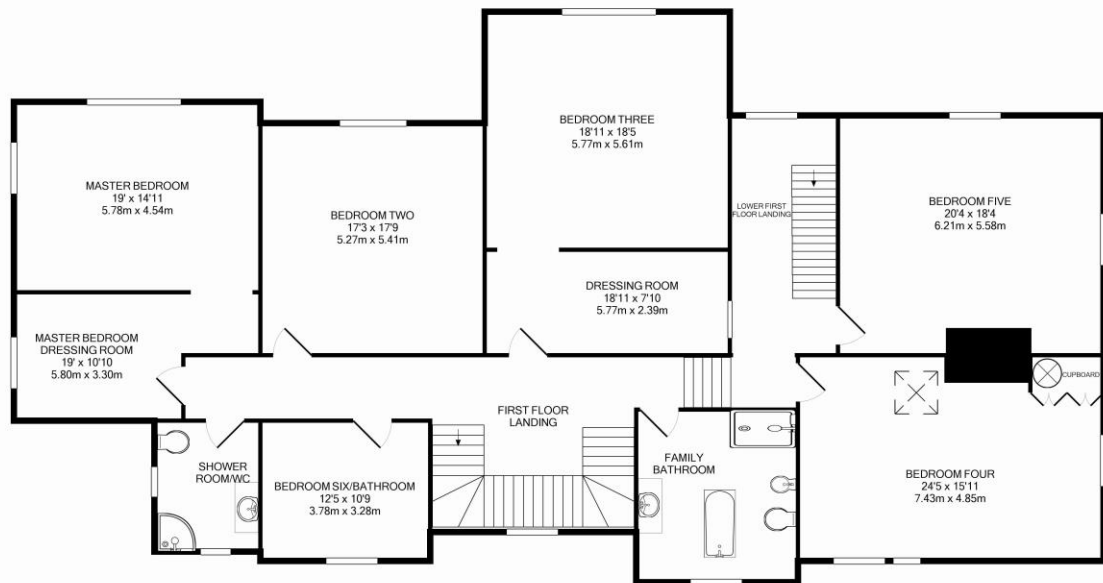 MASTER BEDROOM
19' x 14'11
5.78m x 4.54m
BEDROOM TWO
17'3 x 17'9
5.27m x 5.41m
BEDROOM THREE
18'11 x 18'5
5.77m x 5.61m
LOWER FIRST
FLOOR LANDING
BEDROOM FIVE
20'4 x 18'4
6.21m x 5.58m
DRESSING ROOM
18'11 x 7'10
5.77m x 2.39m
MASTER BEDROOM
DRESSING ROOM
19' x 10'10
5.80m x 3.30m
CUPBOARD
FIRST FLOOR
LANDING
SHOWER
ROOM/WC
BEDROOM SIX/BATHROOM
12'5 x 10'9
3.78m x 3.28m
FAMILY
BATHROOM
BEDROOM FOUR
24'5 x 15'11
7.43m x 4.85m